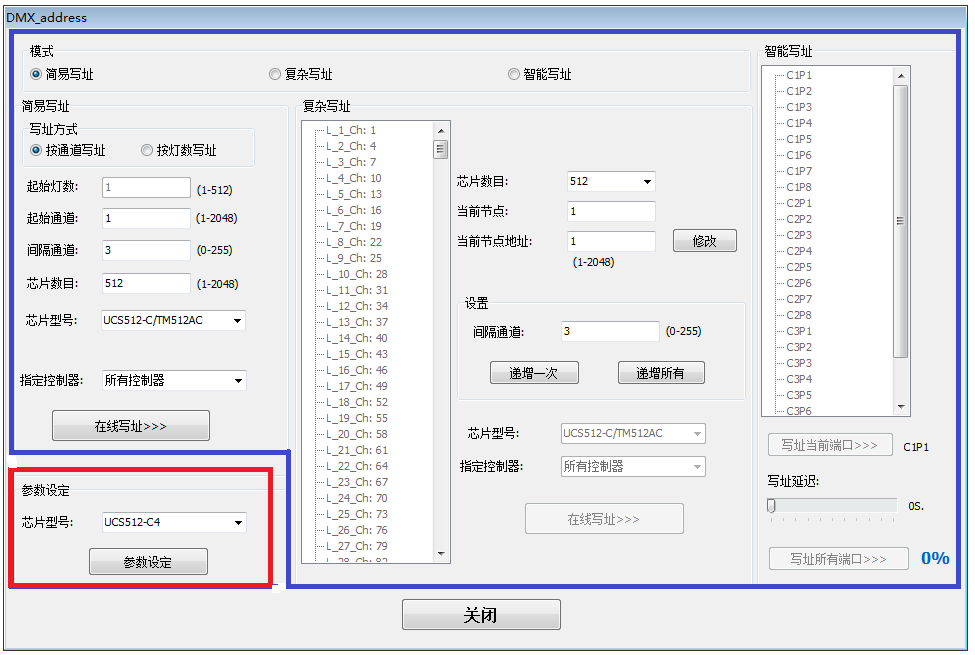 DMX_address
模式
简易写址
复杂写址
智能写址
简易写址
写址方式
按通道写址
按灯数写址
起始灯数:
1
(1-512)
起始通道:
1
(1-2048)
间隔通道:
3
(0-255)
芯片数目:
512
(1-2048)
芯片型号:
UCS512-C/TM512AC
指定控制器:
所有控制器
在线写址>>>
参数设定
芯片型号:
UCS512-C4
参数设定
复杂写址
L_1_Ch: 1
L_2_Ch: 4
L_3_Ch: 7
L_4_Ch: 10
L_5_Ch: 13
L_6_Ch: 16
L_7_Ch: 19
L_8_Ch: 22
L_9_Ch: 25
L_10_Ch: 28
L_11_Ch: 31
L_12_Ch: 34
L_13_Ch: 37
L_14_Ch: 40
L_15_Ch: 43
L_16_Ch: 46
L_17_Ch: 49
L_18_Ch: 52
L_19_Ch: 55
L_20_Ch: 58
L_21_Ch: 61
L_22_Ch: 64
L_23_Ch: 67
L_24_Ch: 70
L_25_Ch: 73
L_26_Ch: 76
L_27_Ch: 79
L_28_Ch: 82
芯片数目:
512
当前节点:
1
当前节点地址:
1
修改
(1-2048)
设置
间隔通道:
3
(0-255)
递增一次
递增所有
芯片型号:
UCS512-C/TM512AC
指定控制器:
所有控制器
在线写址>>>
智能写址
C1P1
C1P2
C1P3
C1P4
C1P5
C1P6
C1P7
C1P8
C2P1
C2P2
C2P3
C2P4
C2P5
C2P6
C2P7
C2P8
C3P1
C3P2
C3P3
C3P4
C3P5
C3P6
写址当前端口>>>
C1P1
写址延迟:
0S.
写址所有端口>>>
0%
关闭